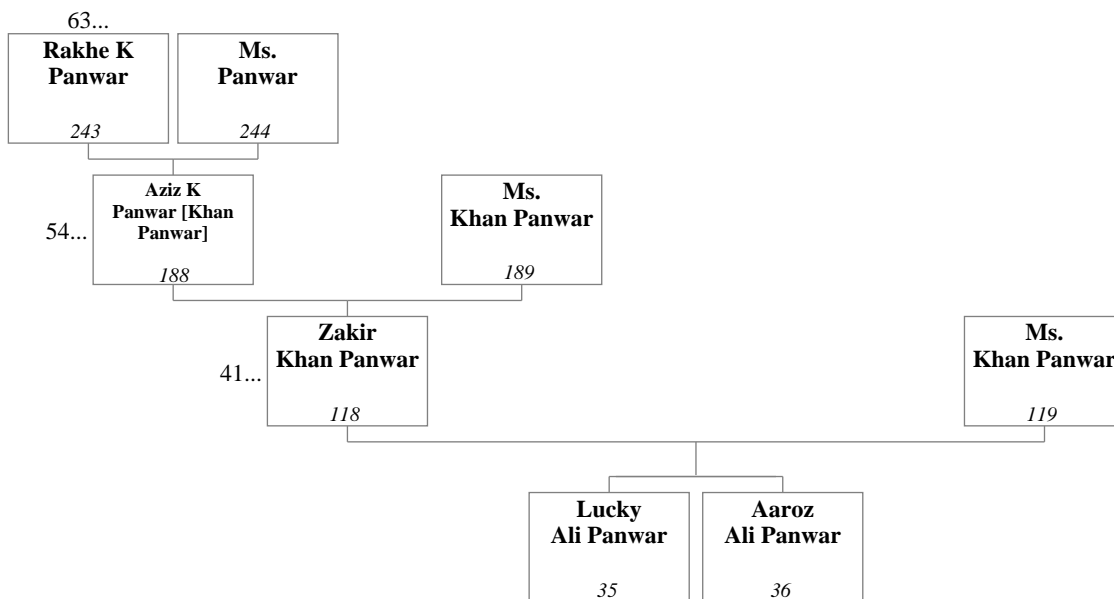 63...
Rakhe K
Panwar
243
Ms.
Panwar
244
54...
Aziz K
Panwar [Khan
Panwar]
188
Ms.
Khan Panwar
189
41...
Zakir
Khan Panwar
118
Ms.
Khan Panwar
119
Lucky
Ali Panwar
35
Aaroz
Ali Panwar
36